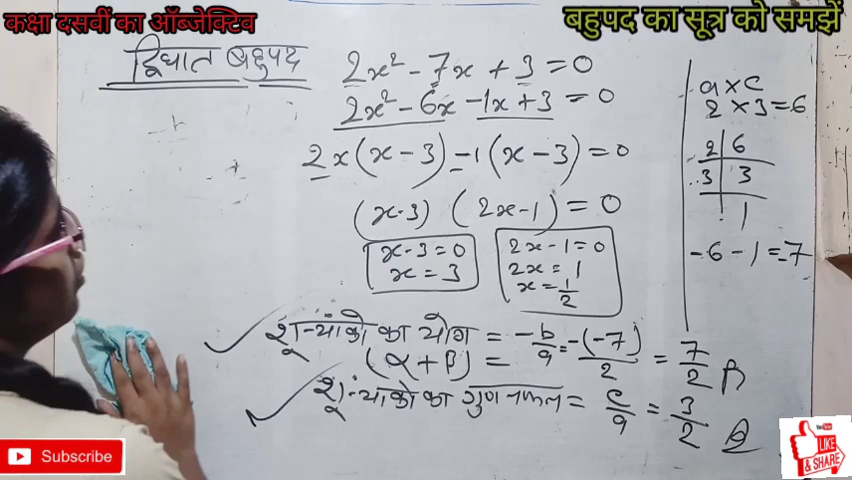 कक्षा दसवीं का ऑब्जेक्टिव
बहुपद का सूत्र को समझें
द्विघात बहुपद
2x² - 7x + 3 = 0
2x² - 6x - 1x + 3 = 0
2x(x - 3) - 1(x - 3) = 0
(x - 3) (2x - 1) = 0
x - 3 = 0
x = 3
2x - 1 = 0
2x = 1
x = 1/2
a × c
2 × 3 = 6
2 | 6
3 | 3
1
- 6 - 1 = -7
शून्यांको का योग = -b/a = -(-7)/2 = 7/2
(α + β) =
शून्यांको का गुणनफल = c/a = 3/2
Subscribe
YouTube
LIKE
& SHARE